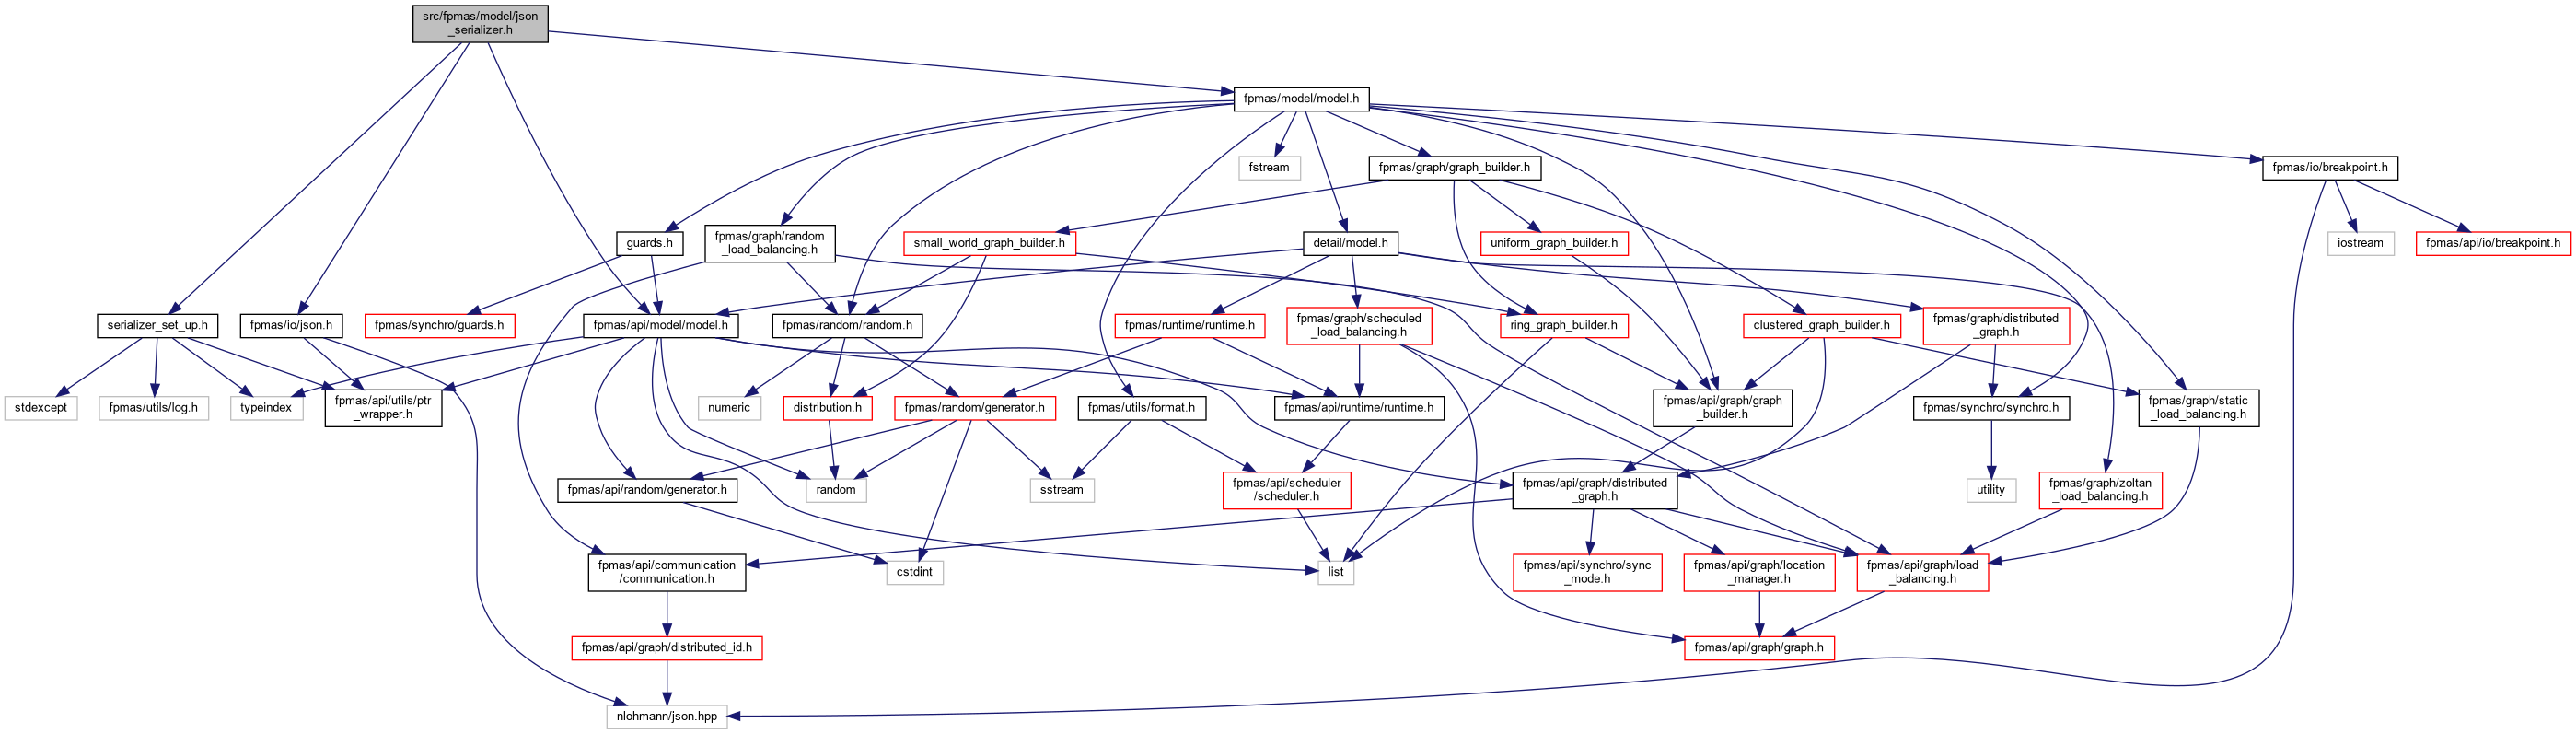 src/fpmas/model/json
_serializer.h
fpmas/model/model.h
fstream
fpmas/graph/graph_builder.h
fpmas/io/breakpoint.h
guards.h
fpmas/graph/random
_load_balancing.h
small_world_graph_builder.h
detail/model.h
uniform_graph_builder.h
iostream
fpmas/api/io/breakpoint.h
serializer_set_up.h
fpmas/io/json.h
fpmas/synchro/guards.h
fpmas/api/model/model.h
fpmas/random/random.h
fpmas/runtime/runtime.h
fpmas/graph/scheduled
_load_balancing.h
ring_graph_builder.h
clustered_graph_builder.h
fpmas/graph/distributed
_graph.h
stdexcept
fpmas/utils/log.h
typeindex
fpmas/api/utils/ptr
_wrapper.h
numeric
distribution.h
fpmas/random/generator.h
fpmas/utils/format.h
fpmas/api/runtime/runtime.h
fpmas/api/graph/graph
_builder.h
fpmas/synchro/synchro.h
fpmas/graph/static
_load_balancing.h
fpmas/api/random/generator.h
random
sstream
fpmas/api/scheduler
/scheduler.h
fpmas/api/graph/distributed
_graph.h
utility
fpmas/graph/zoltan
_load_balancing.h
fpmas/api/communication
/communication.h
cstdint
list
fpmas/api/synchro/sync
_mode.h
fpmas/api/graph/location
_manager.h
fpmas/api/graph/load
_balancing.h
fpmas/api/graph/distributed_id.h
fpmas/api/graph/graph.h
nlohmann/json.hpp